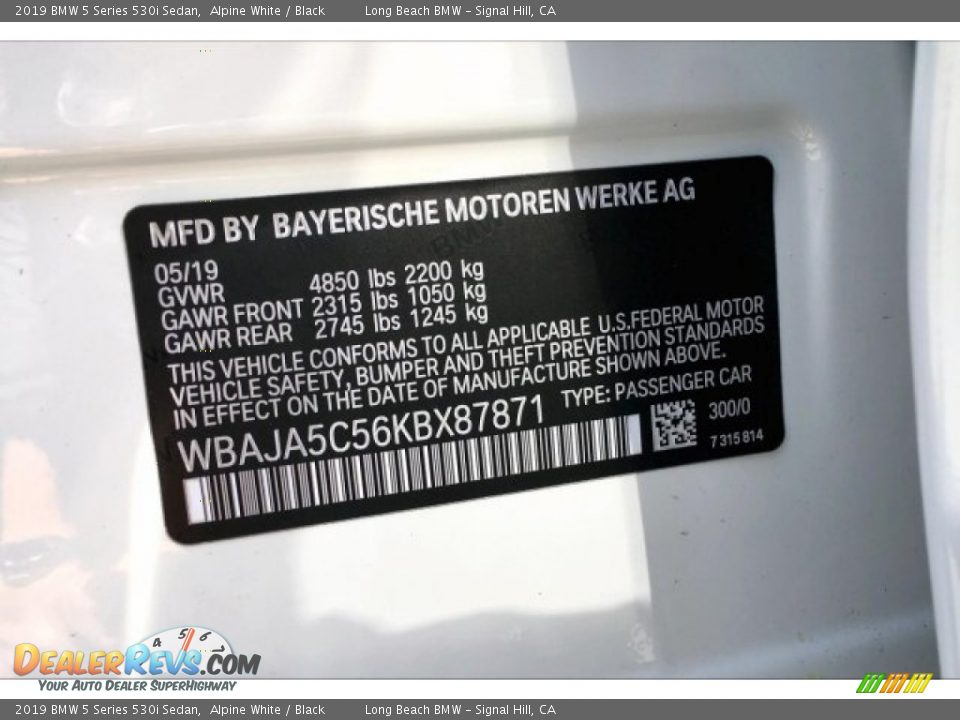 2019 BMW 5 Series 530i Sedan,  Alpine White / Black    Long Beach BMW - Signal Hill, CA
MFD BY BAYERISCHE MOTOREN WERKE AG
05/19
GVWR 4850 lbs 2200 kg
GAWR FRONT 2315 lbs 1050 kg
GAWR REAR 2745 lbs 1245 kg
THIS VEHICLE CONFORMS TO ALL APPLICABLE U.S.FEDERAL MOTOR
VEHICLE SAFETY, BUMPER AND THEFT PREVENTION STANDARDS
IN EFFECT ON THE DATE OF MANUFACTURE SHOWN ABOVE.
WBAJA5C56KBX87871 TYPE: PASSENGER CAR
300/0
7 315 814
4 5 6
DEALERREVS.COM
YOUR AUTO DEALER SUPERHIGHWAY
2019 BMW 5 Series 530i Sedan,  Alpine White / Black    Long Beach BMW - Signal Hill, CA